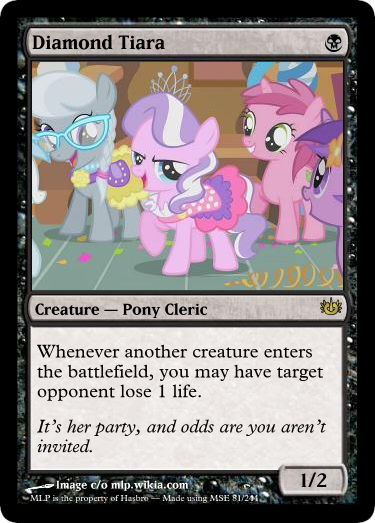 Diamond Tiara
Creature — Pony Cleric
Whenever another creature enters
the battlefield, you may have target
opponent lose 1 life.
It's her party, and odds are you aren't
invited.
1/2
Image c/o mlp.wikia.com
MLP is the property of Hasbro — Made using MSE 81/244